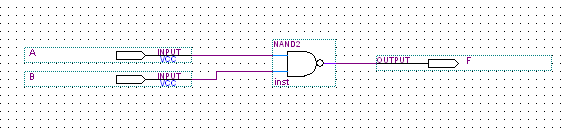 NAND2
A INPUT
VCC
OUTPUT F
B INPUT
VCC
inst